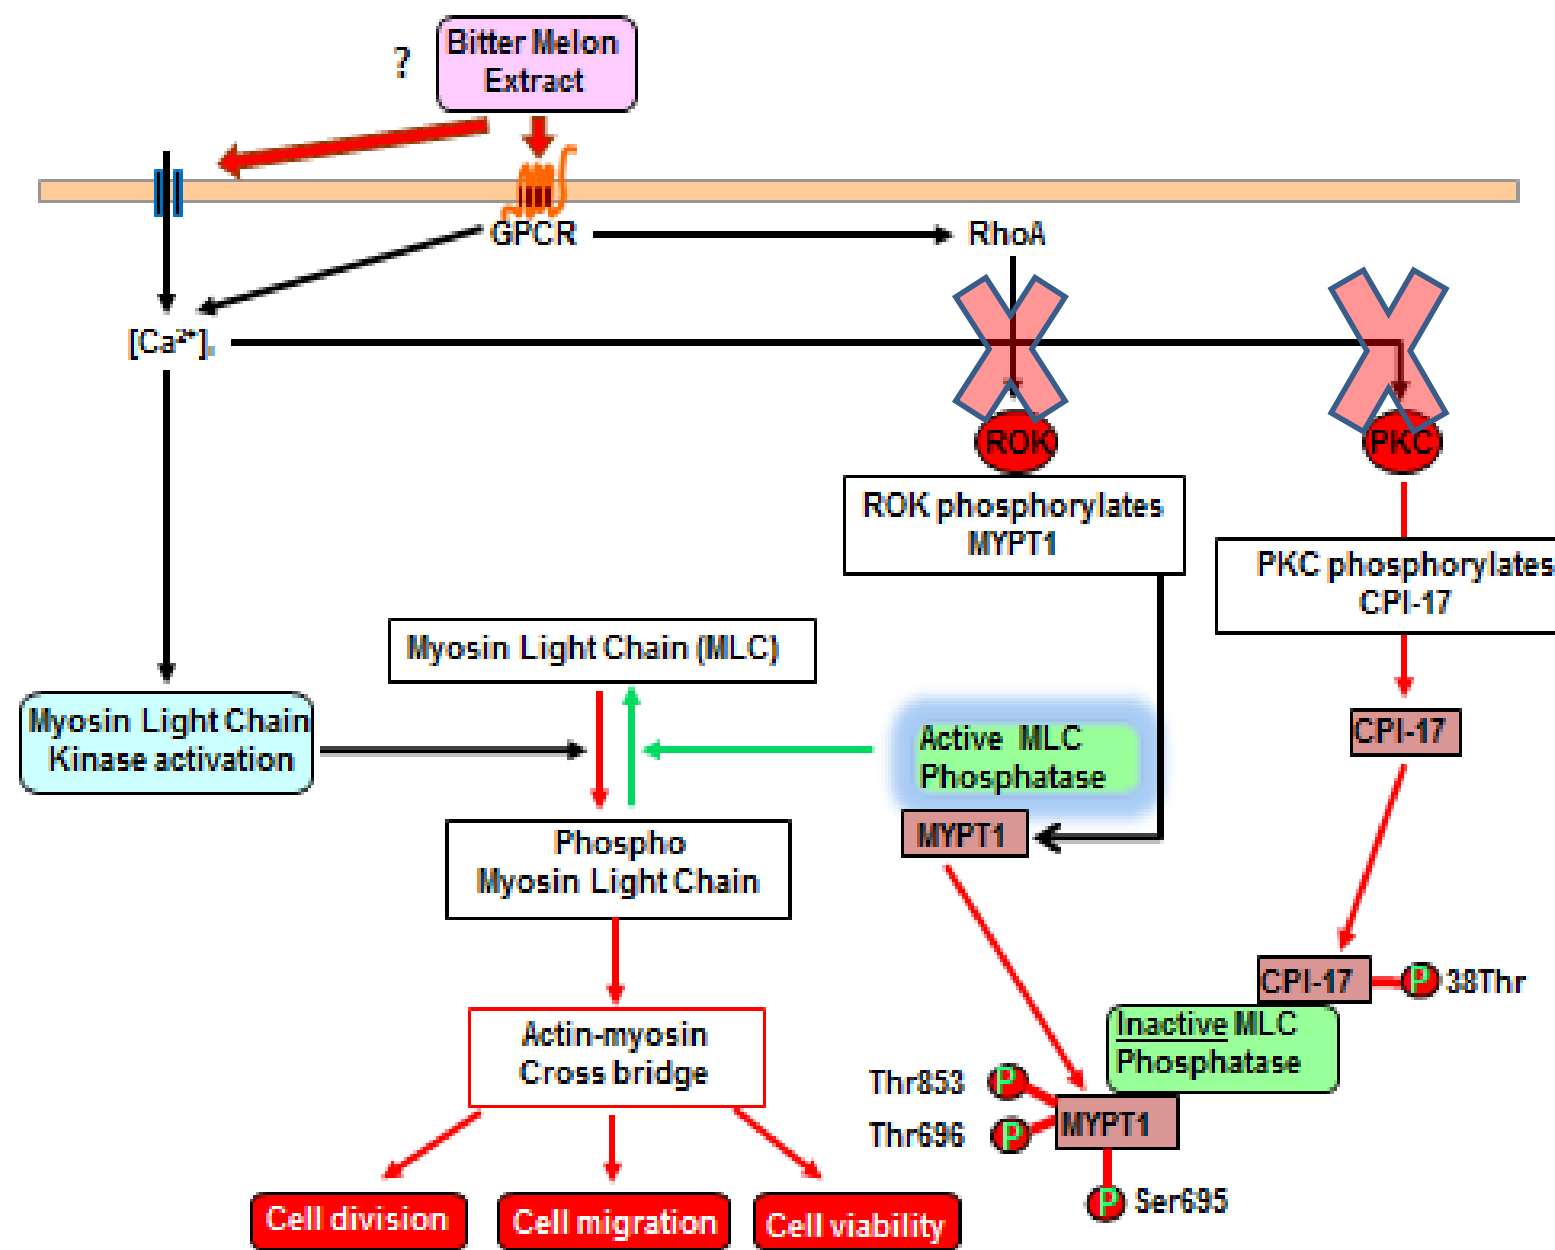 ?
Bitter Melon
Extract
GPCR
RhoA
[Ca²⁺]ᵢ
ROK
PKC
ROK phosphorylates
MYPT1
PKC phosphorylates
CPI-17
Myosin Light Chain (MLC)
Myosin Light Chain
Kinase activation
Active MLC
Phosphatase
CPI-17
MYPT1
Phospho
Myosin Light Chain
CPI-17
P
38Thr
Inactive MLC
Phosphatase
Actin-myosin
Cross bridge
Thr853
P
Thr696
P
MYPT1
P
Ser695
Cell division
Cell migration
Cell viability